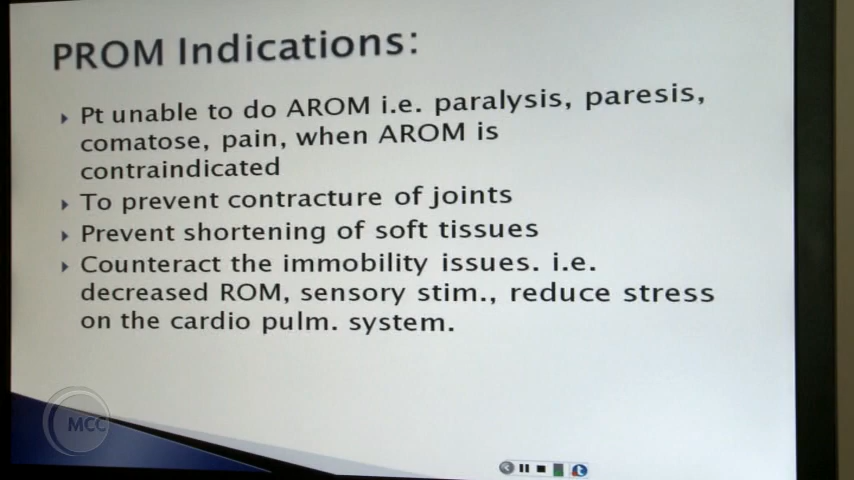 PROM Indications:
Pt unable to do AROM i.e. paralysis, paresis,
comatose, pain, when AROM is
contraindicated
To prevent contracture of joints
Prevent shortening of soft tissues
Counteract the immobility issues. i.e.
decreased ROM, sensory stim., reduce stress
on the cardio pulm. system.
MCC